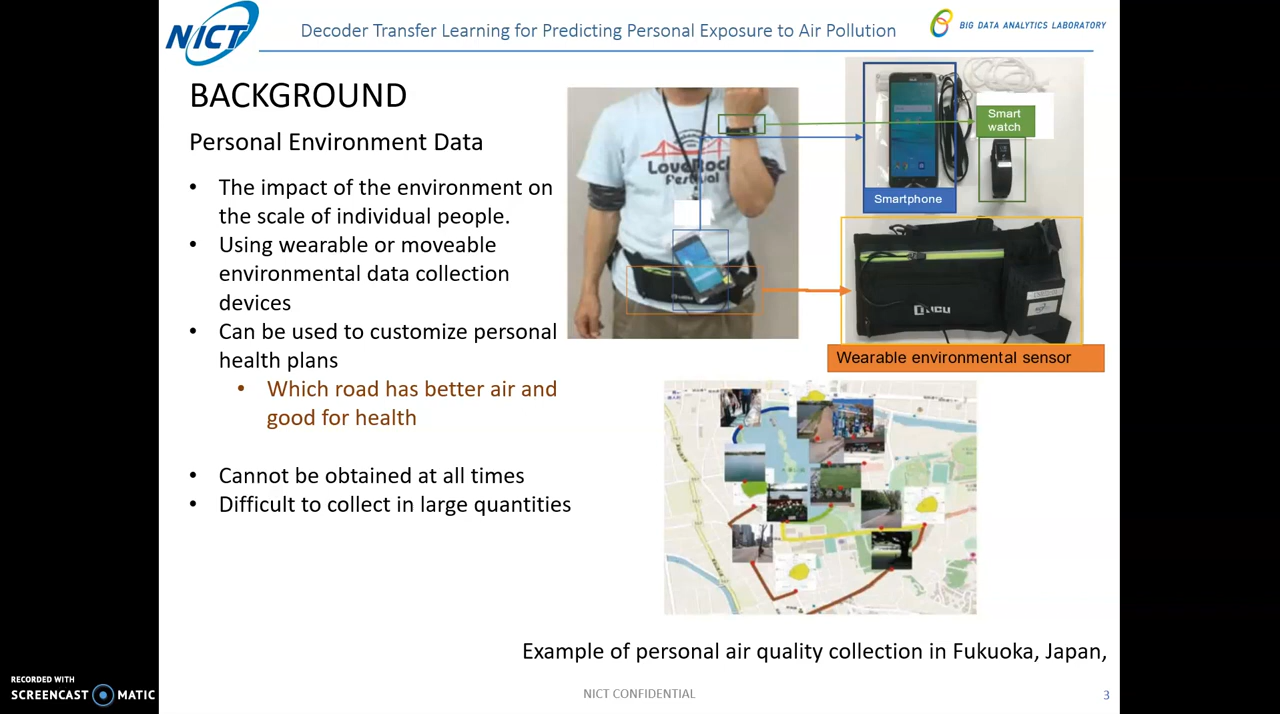 NICT
Decoder Transfer Learning for Predicting Personal Exposure to Air Pollution
BIG DATA ANALYTICS LABORATORY
BACKGROUND
Personal Environment Data
• The impact of the environment on
the scale of individual people.
• Using wearable or moveable
environmental data collection
devices
• Can be used to customize personal
health plans
• Which road has better air and
good for health
• Cannot be obtained at all times
• Difficult to collect in large quantities
LoveRock
Festival
Smart
watch
Smartphone
Wearable environmental sensor
Example of personal air quality collection in Fukuoka, Japan,
NICT CONFIDENTIAL
3
RECORDED WITH
SCREENCAST MATIC